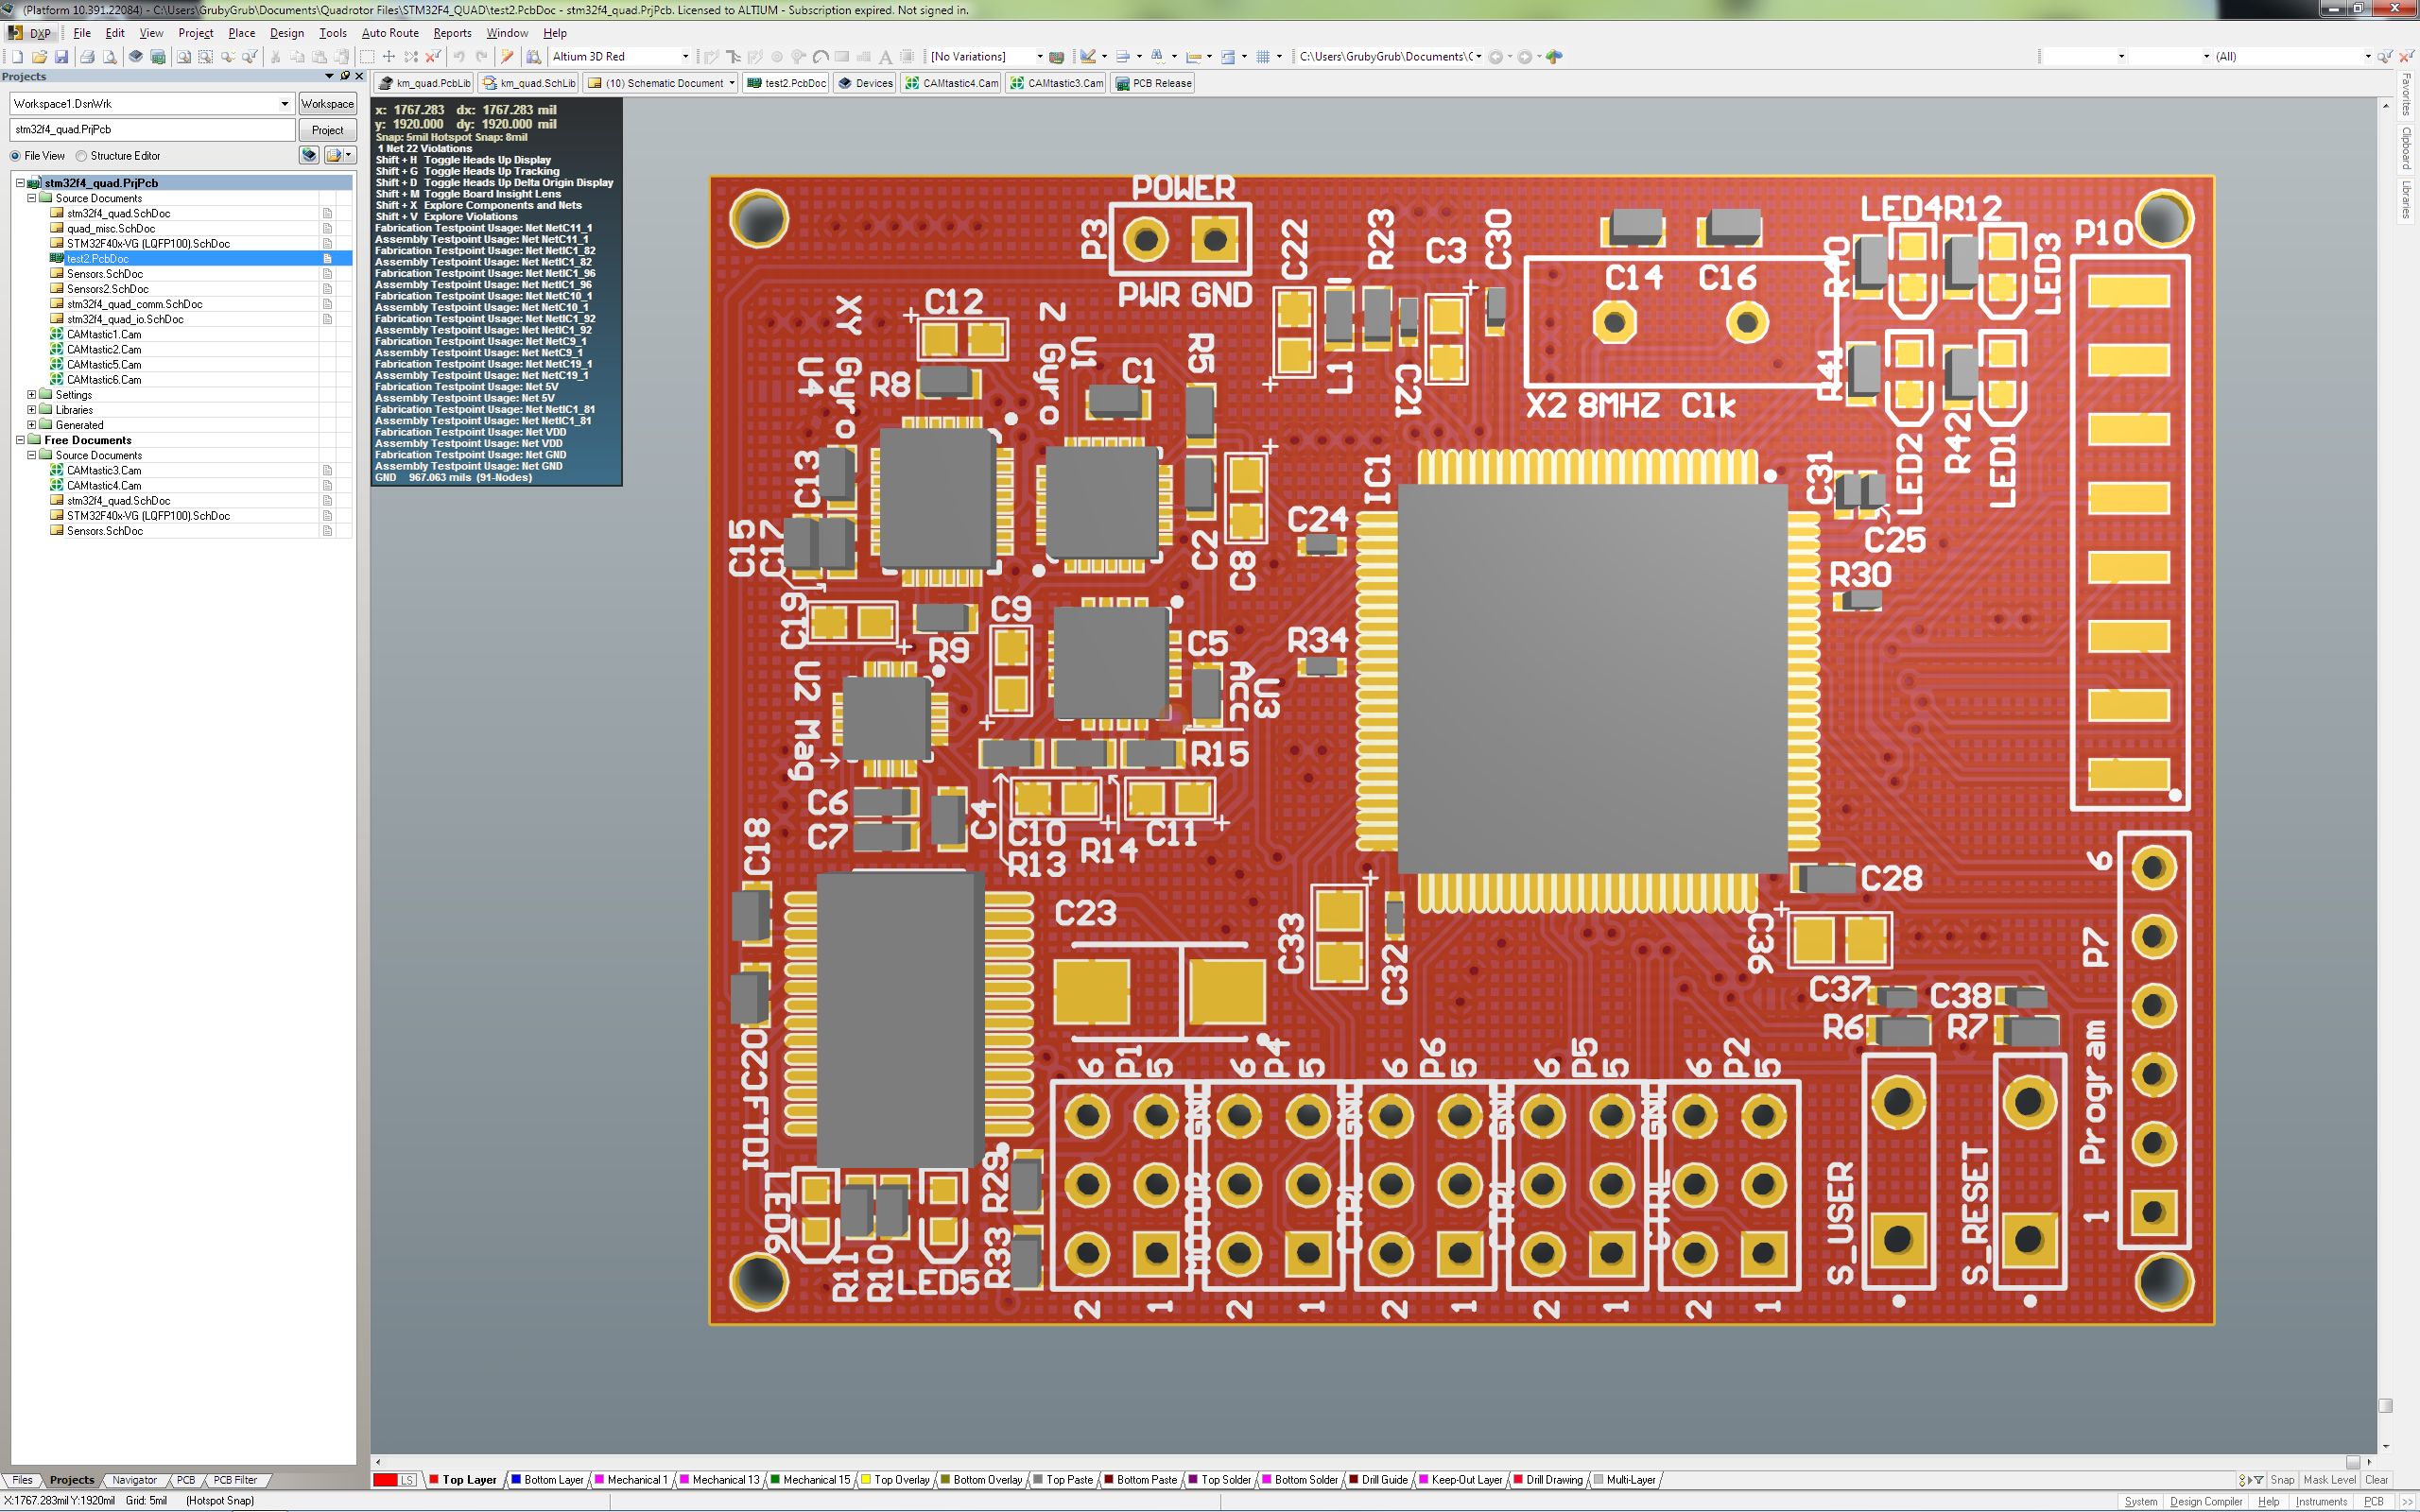 (Platform 10.391.22084) - C:\Users\GrubyGrub\Documents\Quadrotor Files\STM32F4_QUAD\test2.PcbDoc - stm32f4_quad.PrjPcb. Licensed to ALTIUM - Subscription expired. Not signed in.
DXP File Edit View Project Place Design Tools Auto Route Reports Window Help
Altium 3D Red [No Variations] C:\Users\GrubyGrub\Documents\ (All)
Projects
km_quad.PcbLib km_quad.SchLib (10) Schematic Document test2.PcbDoc Devices CAMtastic4.Cam CAMtastic3.Cam PCB Release
Workspace1.DsnWrk Workspace
stm32f4_quad.PrjPcb Project
File View Structure Editor
stm32f4_quad.PrjPcb
Source Documents
stm32f4_quad.SchDoc
quad_misc.SchDoc
STM32F40x-VG (LQFP100).SchDoc
test2.PcbDoc
Sensors.SchDoc
Sensors2.SchDoc
stm32f4_quad_comm.SchDoc
stm32f4_quad_io.SchDoc
CAMtastic1.Cam
CAMtastic2.Cam
CAMtastic5.Cam
CAMtastic6.Cam
Settings
Libraries
Generated
Free Documents
Source Documents
CAMtastic3.Cam
CAMtastic4.Cam
stm32f4_quad.SchDoc
STM32F40x-VG (LQFP100).SchDoc
Sensors.SchDoc
x: 1767.283 dx: 1767.283 mil
y: 1920.000 dy: 1920.000 mil
Snap: 5mil Hotspot Snap: 8mil
1 Net 22 Violations
Shift + H Toggle Heads Up Display
Shift + G Toggle Heads Up Tracking
Shift + D Toggle Heads Up Delta Origin Display
Shift + M Toggle Board Insight Lens
Shift + X Explore Components and Nets
Shift + V Explore Violations
Fabrication Testpoint Usage: Net NetC11_1
Assembly Testpoint Usage: Net NetC11_1
Fabrication Testpoint Usage: Net NetIC1_82
Assembly Testpoint Usage: Net NetIC1_82
Fabrication Testpoint Usage: Net NetIC1_96
Assembly Testpoint Usage: Net NetIC1_96
Fabrication Testpoint Usage: Net NetC10_1
Assembly Testpoint Usage: Net NetC10_1
Fabrication Testpoint Usage: Net NetIC1_92
Assembly Testpoint Usage: Net NetIC1_92
Fabrication Testpoint Usage: Net NetC9_1
Assembly Testpoint Usage: Net NetC9_1
Fabrication Testpoint Usage: Net NetC19_1
Assembly Testpoint Usage: Net NetC19_1
Fabrication Testpoint Usage: Net 5V
Assembly Testpoint Usage: Net 5V
Fabrication Testpoint Usage: Net NetIC1_81
Assembly Testpoint Usage: Net NetIC1_81
Fabrication Testpoint Usage: Net VDD
Assembly Testpoint Usage: Net VDD
Fabrication Testpoint Usage: Net GND
Assembly Testpoint Usage: Net GND
GND 967.063 mils (91-Nodes)
Favorites
Clipboard
Libraries
POWER
P3
PWR GND
C22
R23
C3
C30
C14 C16
LED4 R12
R40
LED3
P10
XY Gyro
U4
C12
R8
Z Gyro
U1
C1
R5
L1
C21
X2 8MHZ Clk
R41
LED2
R42
LED1
C13
C15
C17
C2
C8
C24
IC1
C31
C25
R30
C19
R9
C9
C5
R34
U2 Mag
Acc
U3
R15
C6
C7
C4
C10
C11
R13
R14
C18
C23
C33
C32
C28
C36
C37 C38
R6 R7
6
P7
Program
1
C20
FTDI
LED6
R11
R10
LED5
R29
R33
6 P1 5
6 P4 5
6 P6 5
6 P5 5
6 P2 5
GND GND GND GND
MOTOR CTRL CTRL CTRL
2 1 2 1 2 1 2 1 2 1
S_USER
S_RESET
Files Projects Navigator PCB PCB Filter
LS Top Layer Bottom Layer Mechanical 1 Mechanical 13 Mechanical 15 Top Overlay Bottom Overlay Top Paste Bottom Paste Top Solder Bottom Solder Drill Guide Keep-Out Layer Drill Drawing Multi-Layer
Snap Mask Level Clear
X:1767.283mil Y:1920mil Grid: 5mil (Hotspot Snap)
System Design Compiler Help Instruments PCB >>